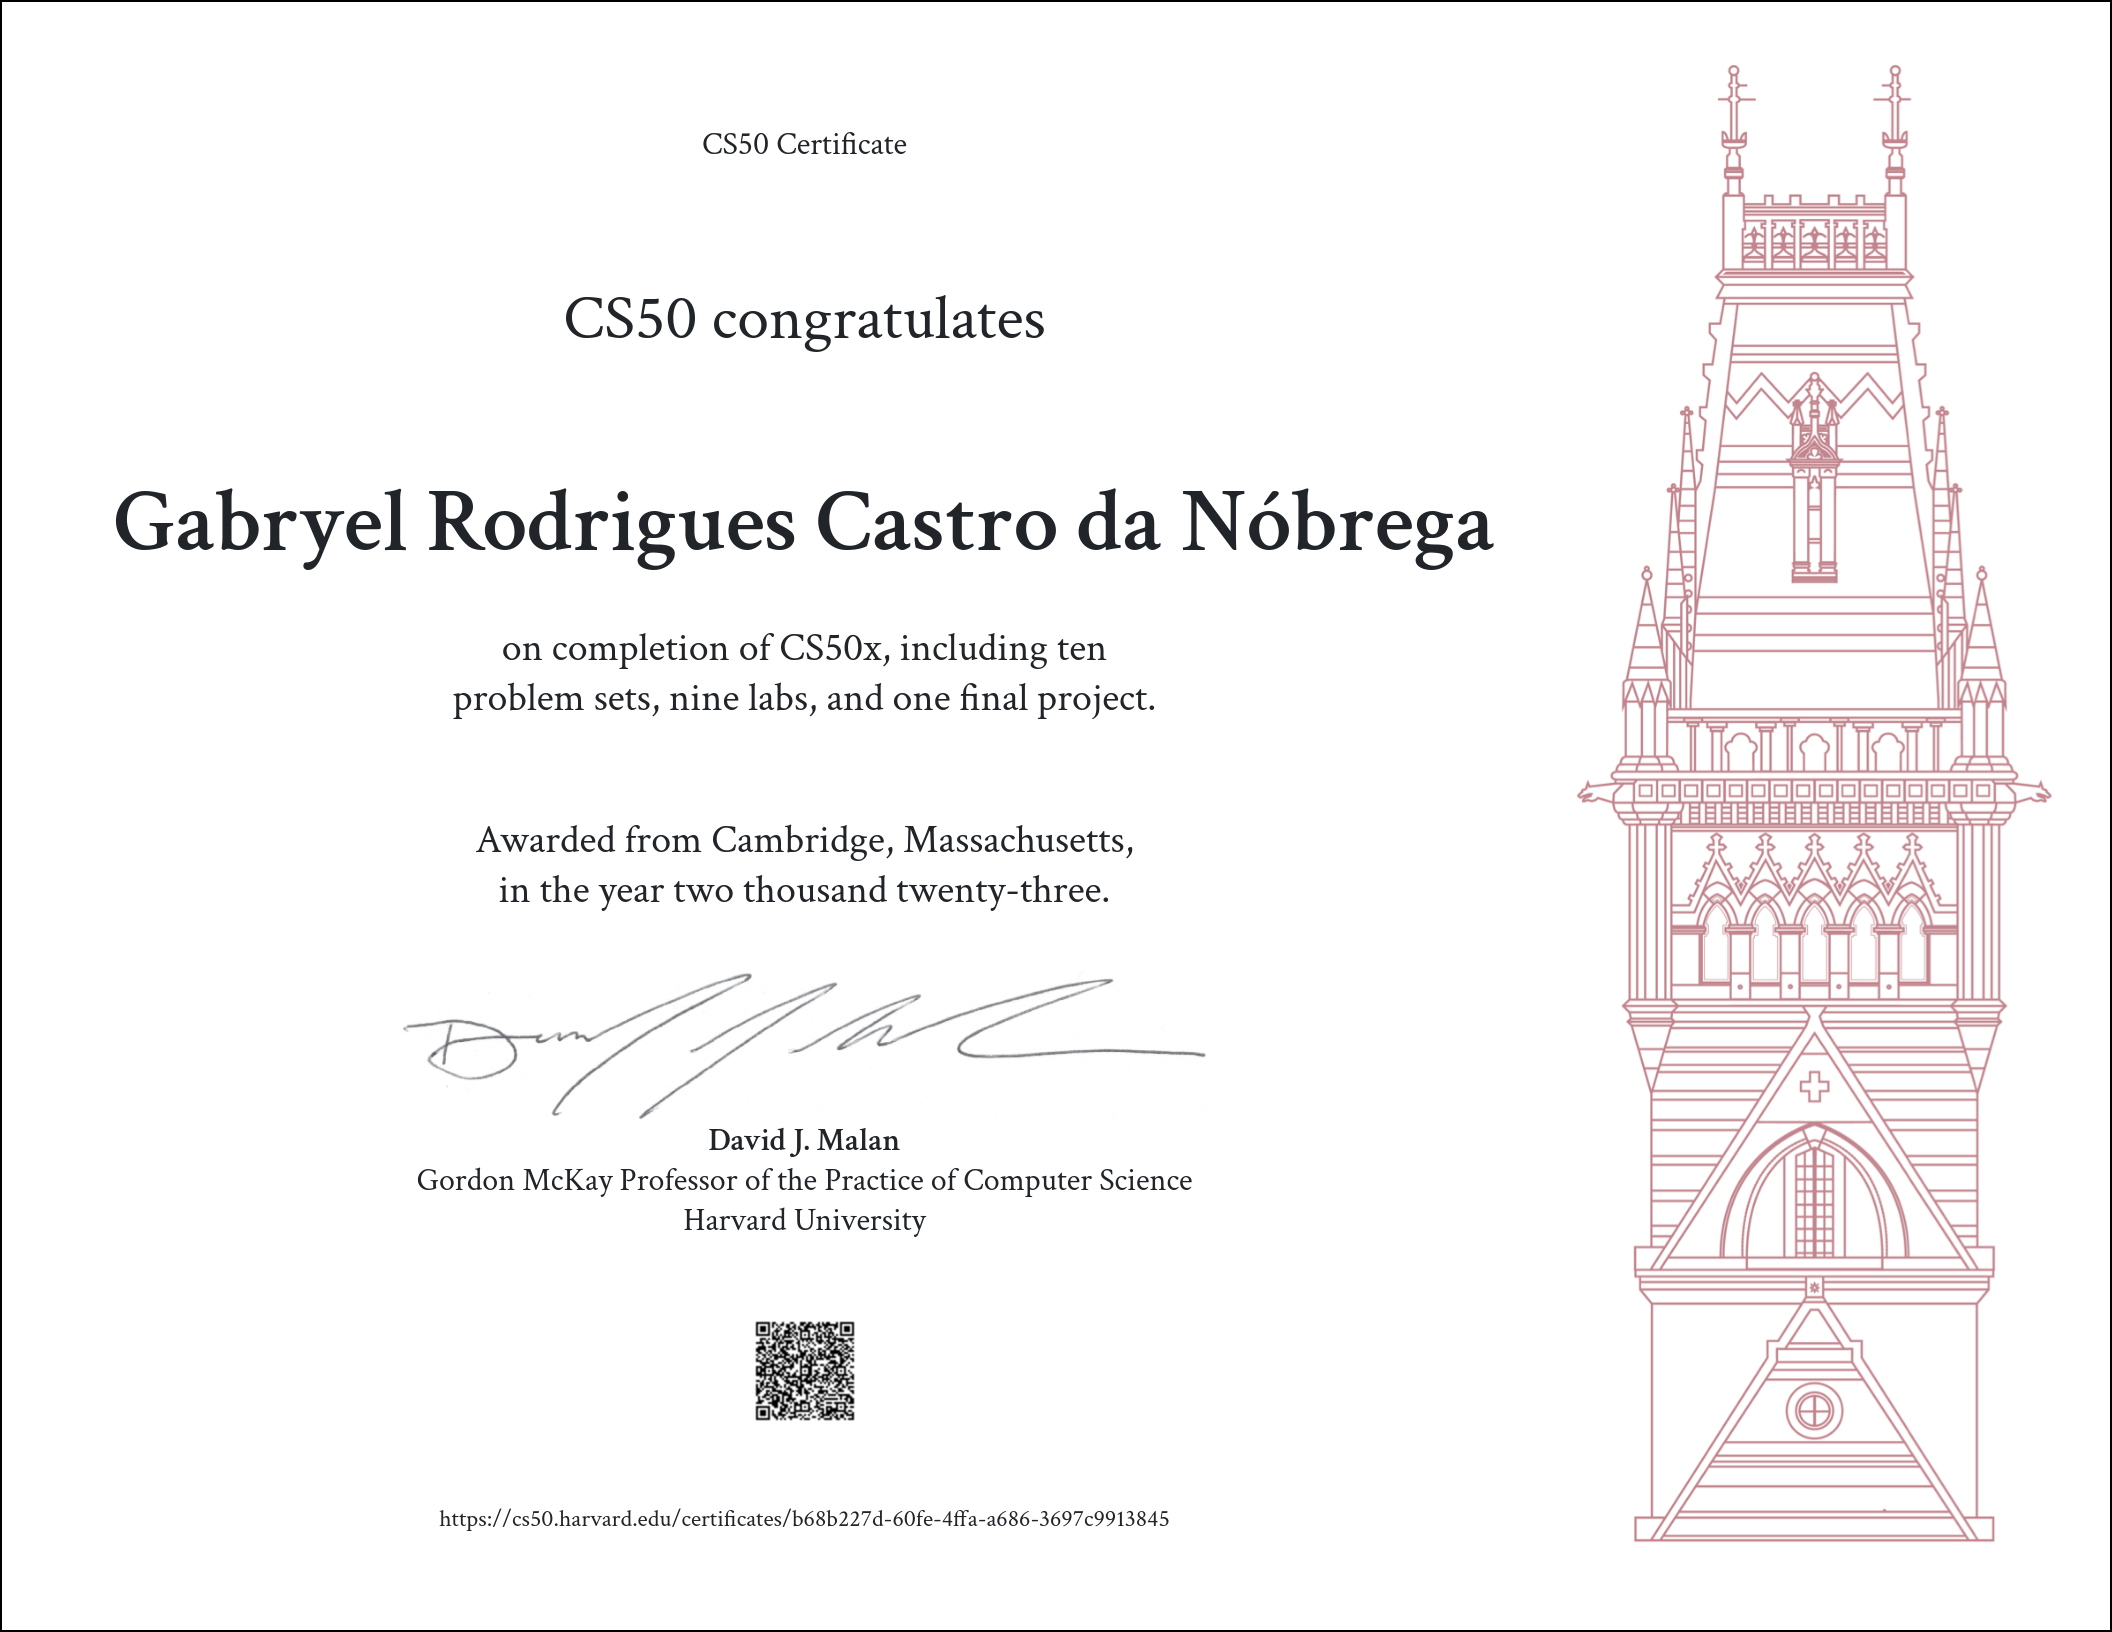 CS50 Certificate
CS50 congratulates
Gabryel Rodrigues Castro da Nóbrega
on completion of CS50x, including ten
problem sets, nine labs, and one final project.
Awarded from Cambridge, Massachusetts,
in the year two thousand twenty-three.
David J. Malan
Gordon McKay Professor of the Practice of Computer Science
Harvard University
https://cs50.harvard.edu/certificates/b68b227d-60fe-4ffa-a686-3697c9913845